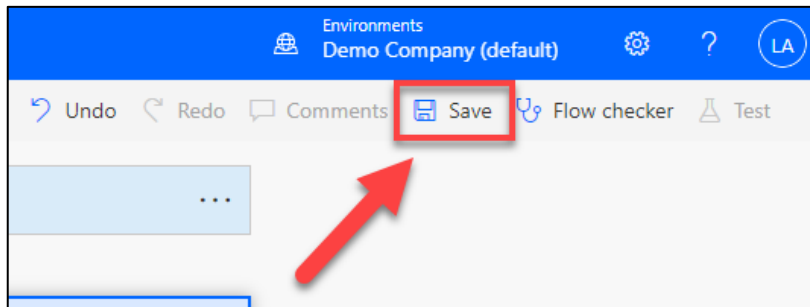 Environments
Demo Company (default)
?
LA
Undo Redo Comments Save Flow checker Test
...